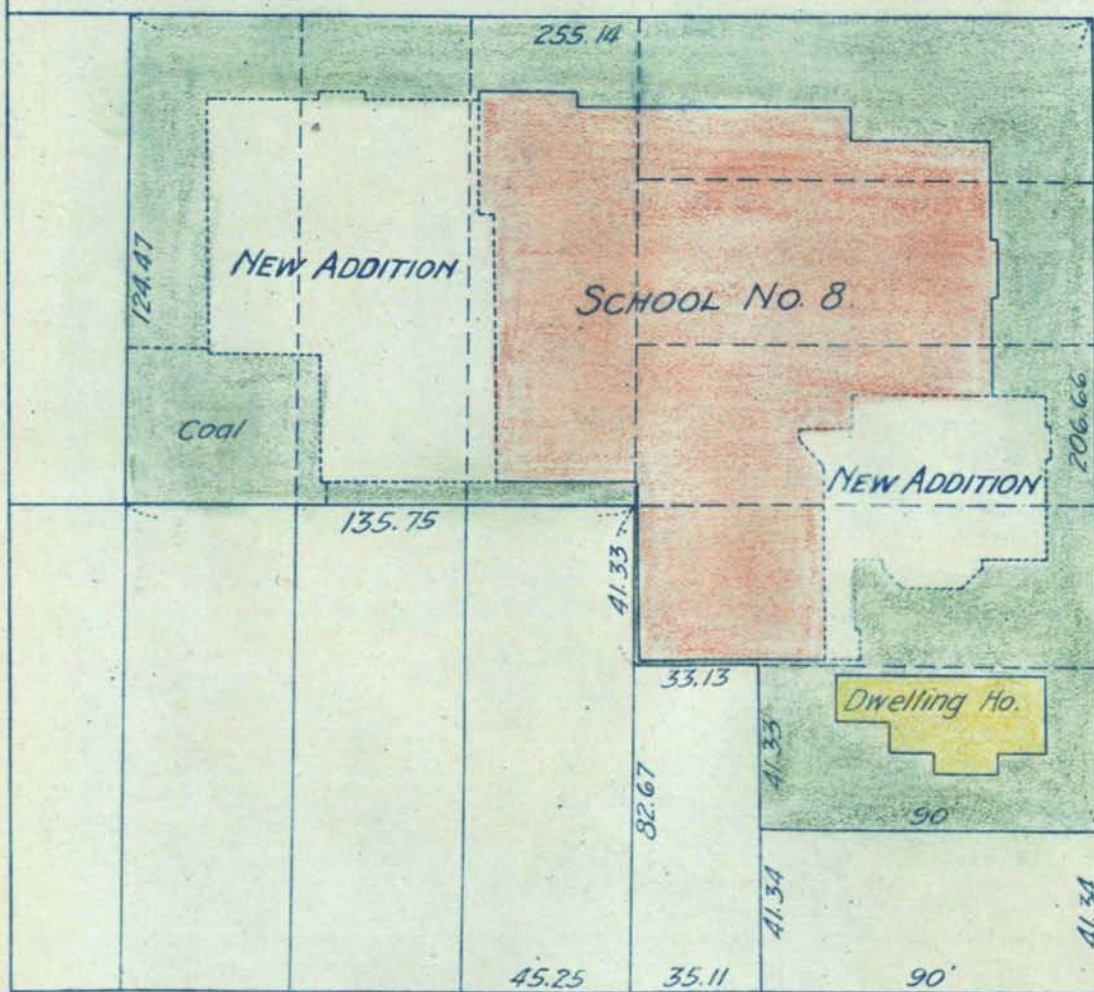 255.14
124.47
NEW ADDITION
SCHOOL NO. 8.
206.66
Coal
NEW ADDITION
135.75
41.33
33.13
Dwelling Ho.
41.33
82.67
90
41.34
41.34
45.25
35.11
90'